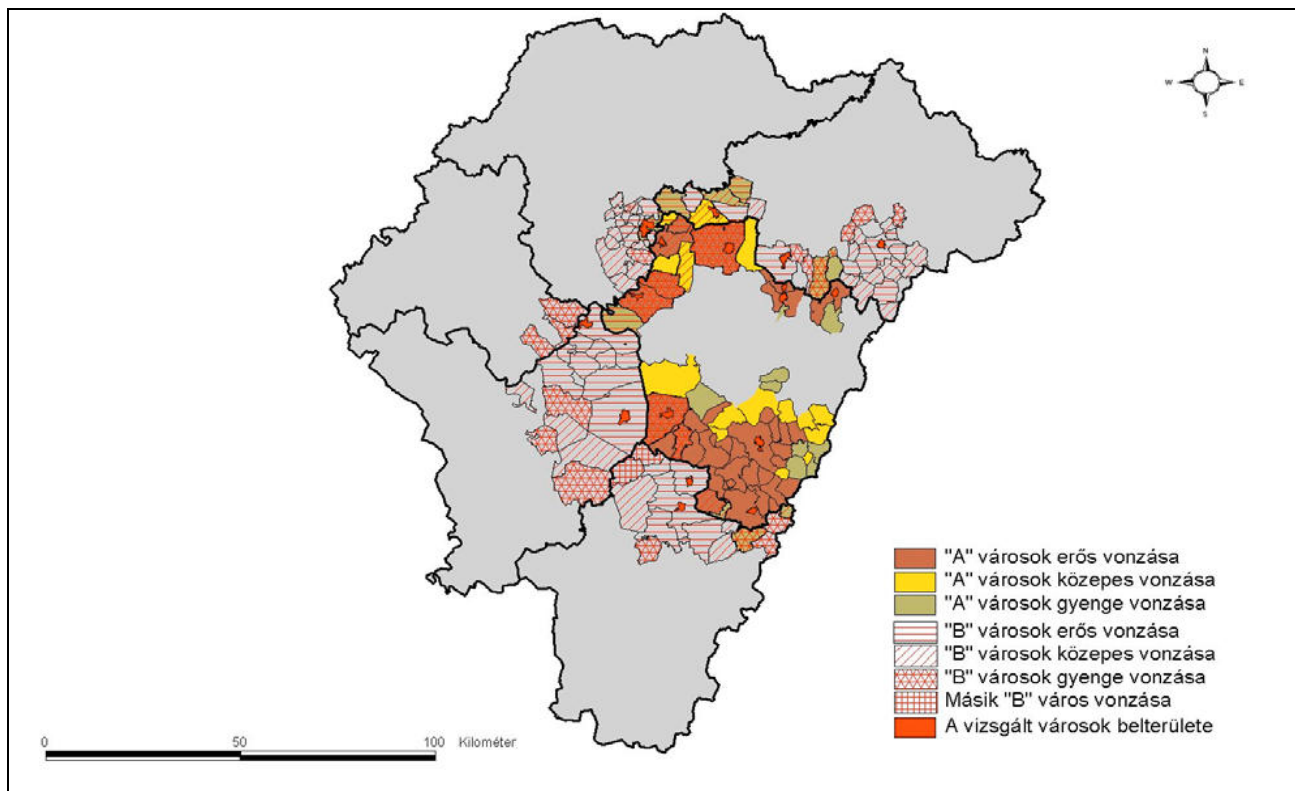 N
W E
S
"A" városok erős vonzása
"A" városok közepes vonzása
"A" városok gyenge vonzása
"B" városok erős vonzása
"B" városok közepes vonzása
"B" városok gyenge vonzása
Másik "B" város vonzása
A vizsgált városok belterülete
0 50 100 Kilométer